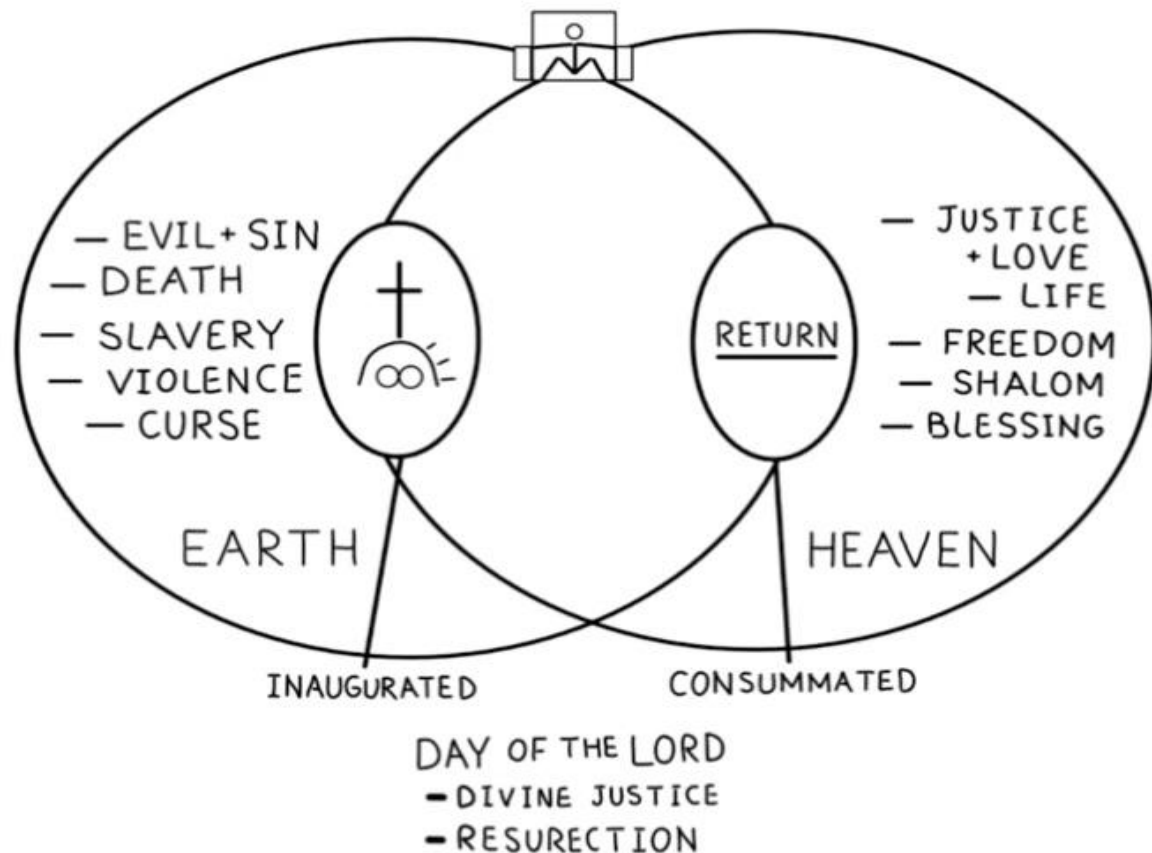 — EVIL + SIN
— DEATH
— SLAVERY
— VIOLENCE
— CURSE
EARTH
RETURN
— JUSTICE
+ LOVE
— LIFE
— FREEDOM
— SHALOM
— BLESSING
HEAVEN
INAUGURATED
CONSUMMATED
DAY OF THE LORD
- DIVINE JUSTICE
- RESURECTION